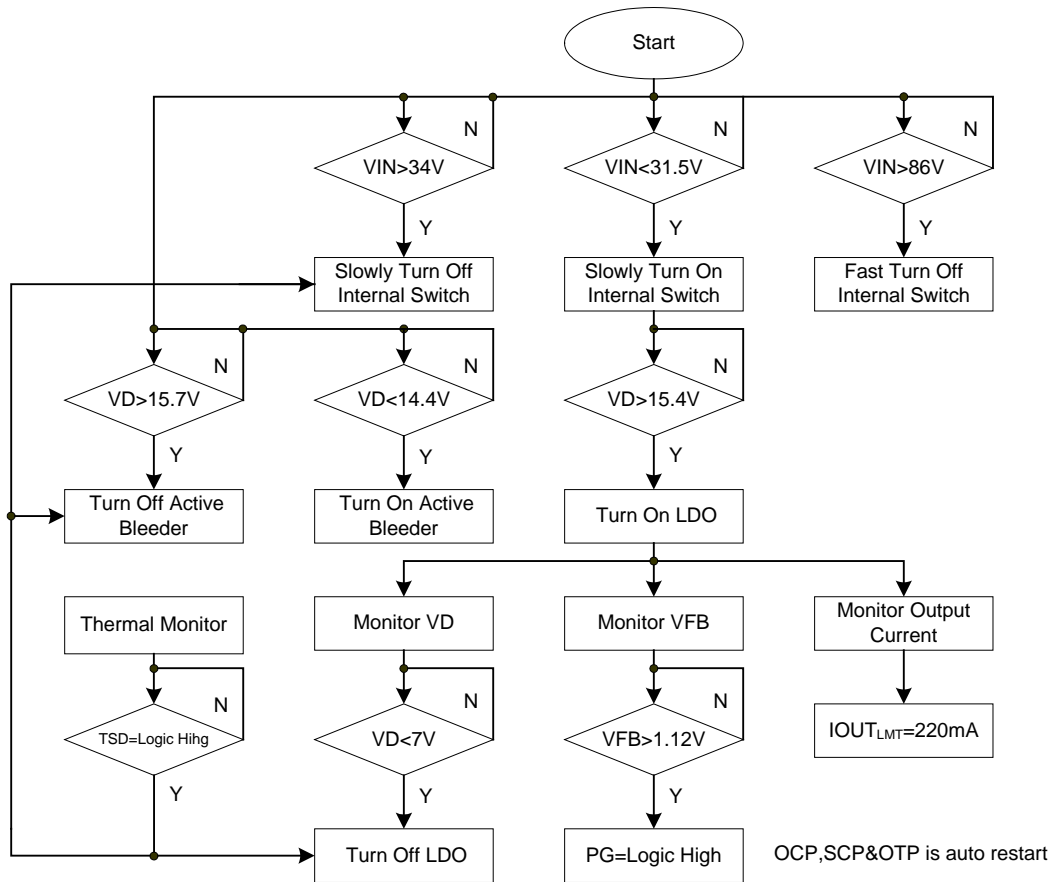 Start
N
N
N
VIN>34V
VIN<31.5V
VIN>86V
Y
Y
Y
Slowly Turn Off
Internal Switch
Slowly Turn On
Internal Switch
Fast Turn Off
Internal Switch
N
N
N
VD>15.7V
VD<14.4V
VD>15.4V
Y
Y
Y
Turn Off Active
Bleeder
Turn On Active
Bleeder
Turn On LDO
Thermal Monitor
Monitor VD
Monitor VFB
Monitor Output
Current
N
N
N
TSD=Logic Hihg
VD<7V
VFB>1.12V
IOUTLMT=220mA
Y
Y
Y
Turn Off LDO
PG=Logic High
OCP,SCP&OTP is auto restart